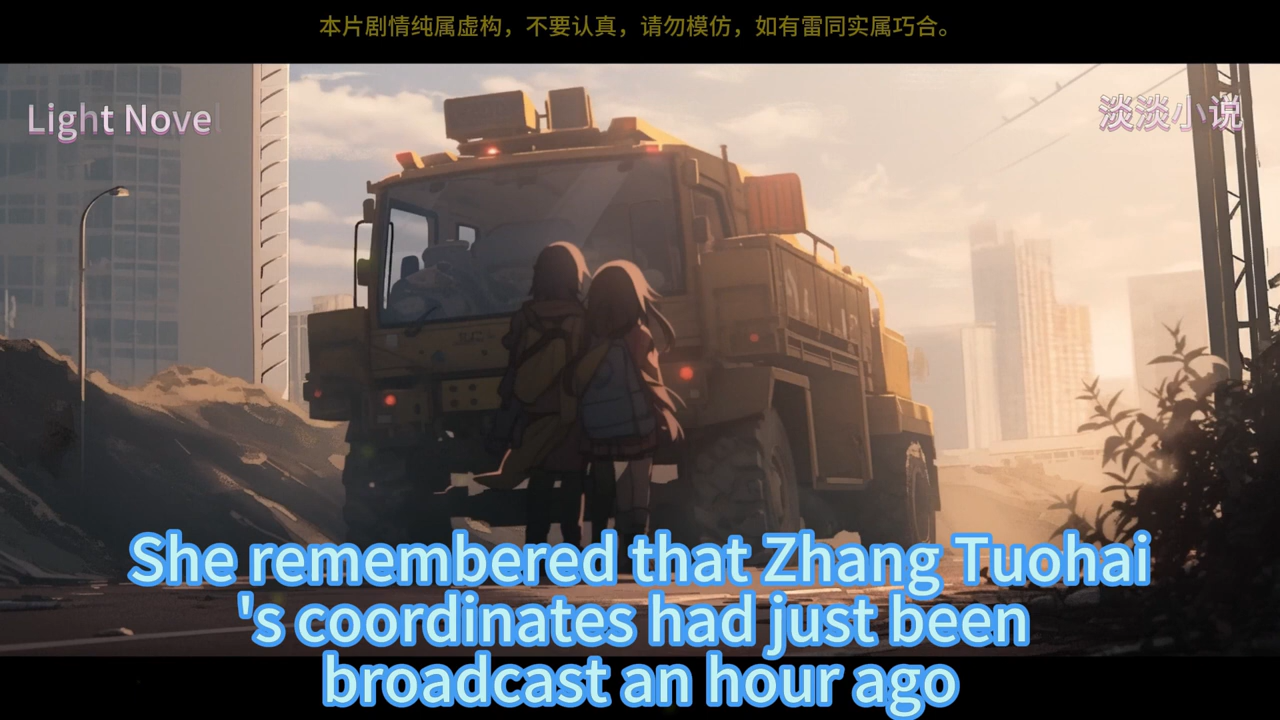 本片剧情纯属虚构，不要认真，请勿模仿，如有雷同实属巧合。
Light Novel
淡淡小说
She remembered that Zhang Tuohai
's coordinates had just been
broadcast an hour ago